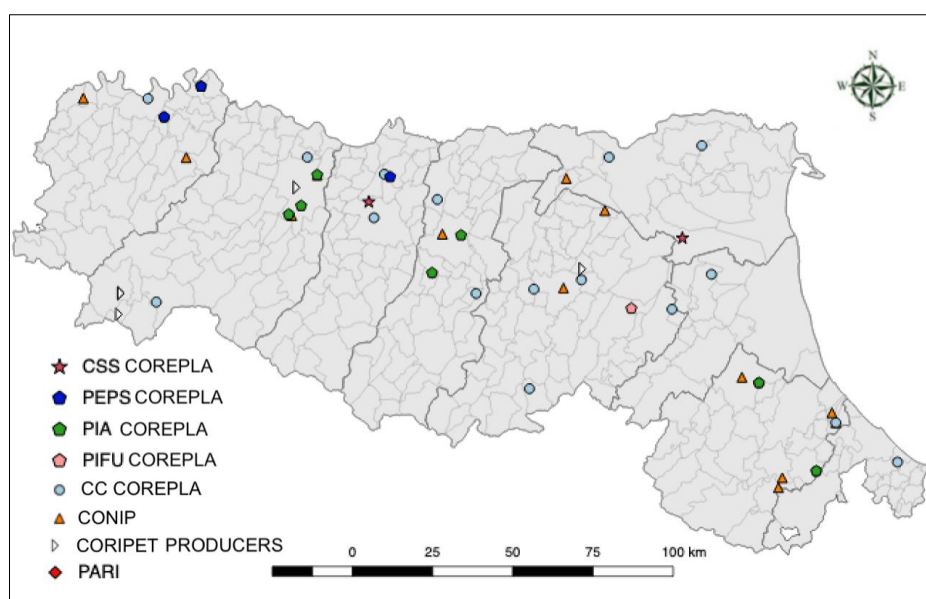 N
W E
S
CSS COREPLA
PEPS COREPLA
PIA COREPLA
PIFU COREPLA
CC COREPLA
CONIP
CORIPET PRODUCERS
PARI
0 25 50 75 100 km